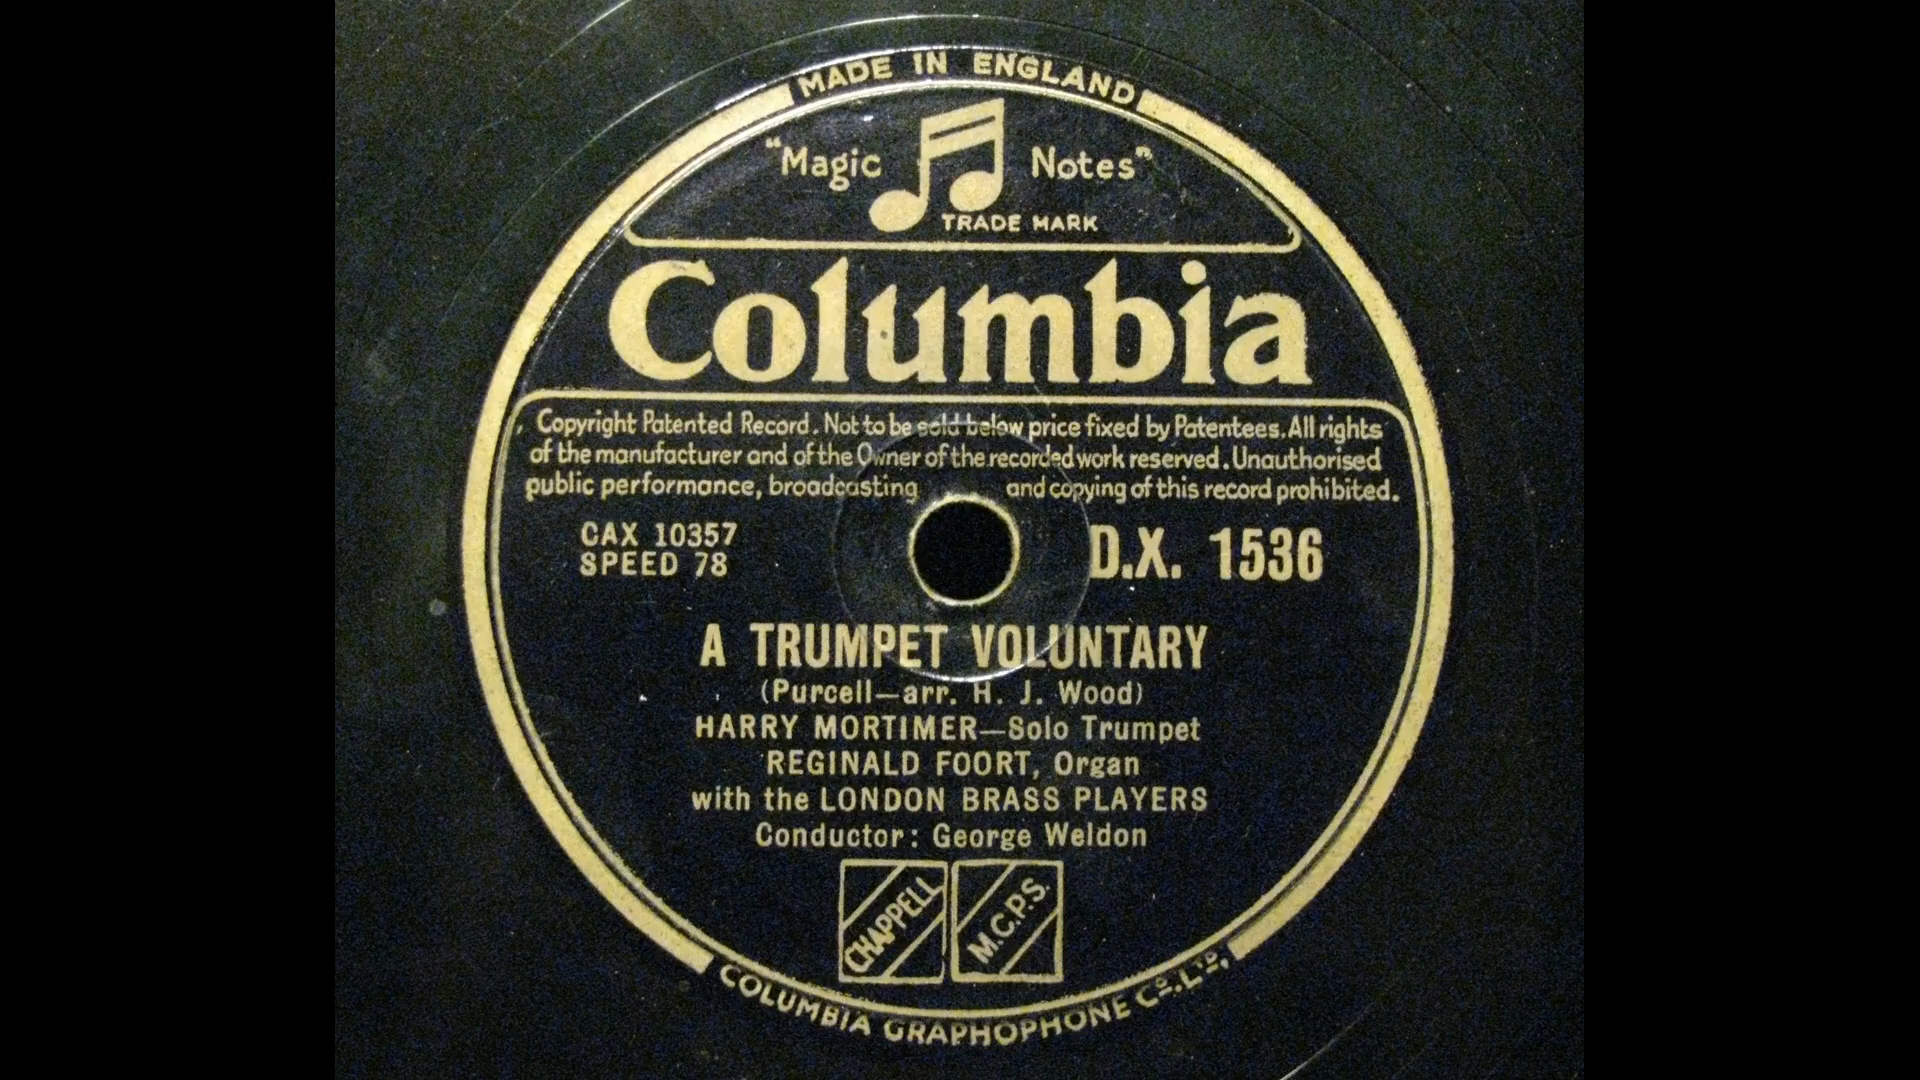 MADE IN ENGLAND
"Magic Notes"
TRADE MARK
Columbia
Copyright Patented Record. Not to be sold below price fixed by Patentees. All rights
of the manufacturer and of the Owner of the recorded work reserved. Unauthorised
public performance, broadcasting and copying of this record prohibited.
CAX 10357
SPEED 78
D.X. 1536
A TRUMPET VOLUNTARY
(Purcell—arr. H. J. Wood)
HARRY MORTIMER—Solo Trumpet
REGINALD FOORT, Organ
with the LONDON BRASS PLAYERS
Conductor: George Weldon
CHAPPELL
M.C.P.S.
COLUMBIA GRAPHOPHONE Co. LTD.